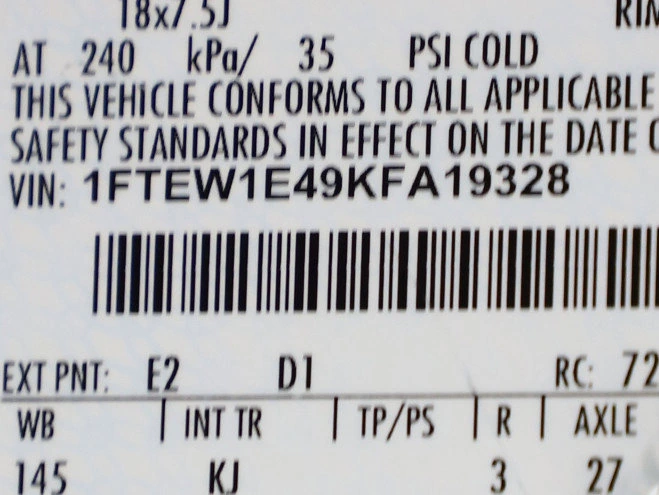 18x7.5J RIM
AT 240 kPa/ 35 PSI COLD
THIS VEHICLE CONFORMS TO ALL APPLICABLE
SAFETY STANDARDS IN EFFECT ON THE DATE
VIN: 1FTEW1E49KFA19328
EXT PNT: E2 D1 RC: 72
WB INT TR TP/PS R AXLE
145 KJ 3 27